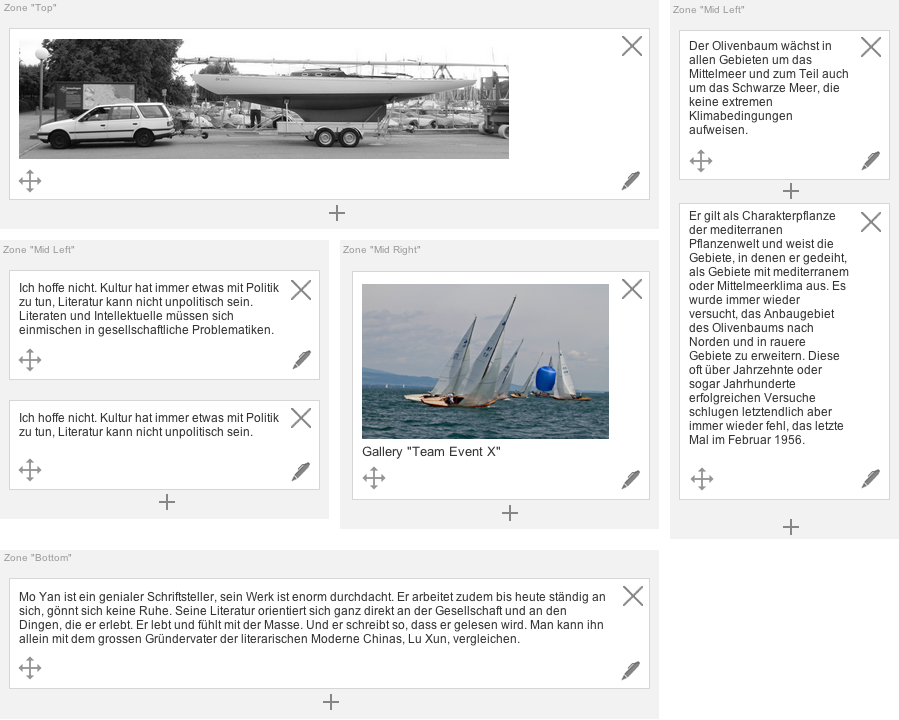 Zone "Top"
Zone "Mid Left"
Ich hoffe nicht. Kultur hat immer etwas mit Politik
zu tun, Literatur kann nicht unpolitisch sein.
Literaten und Intellektuelle müssen sich
einmischen in gesellschaftliche Problematiken.
Ich hoffe nicht. Kultur hat immer etwas mit Politik
zu tun, Literatur kann nicht unpolitisch sein.
Zone "Mid Right"
Gallery "Team Event X"
Zone "Bottom"
Mo Yan ist ein genialer Schriftsteller, sein Werk ist enorm durchdacht. Er arbeitet zudem bis heute ständig an
sich, gönnt sich keine Ruhe. Seine Literatur orientiert sich ganz direkt an der Gesellschaft und an den
Dingen, die er erlebt. Er lebt und fühlt mit der Masse. Und er schreibt so, dass er gelesen wird. Man kann ihn
allein mit dem grossen Gründervater der literarischen Moderne Chinas, Lu Xun, vergleichen.
Zone "Mid Left"
Der Olivenbaum wächst in
allen Gebieten um das
Mittelmeer und zum Teil auch
um das Schwarze Meer, die
keine extremen
Klimabedingungen
aufweisen.
Er gilt als Charakterpflanze
der mediterranen
Pflanzenwelt und weist die
Gebiete, in denen er gedeiht,
als Gebiete mit mediterranem
oder Mittelmeerklima aus. Es
wurde immer wieder
versucht, das Anbaugebiet
des Olivenbaums nach
Norden und in rauere
Gebiete zu erweitern. Diese
oft über Jahrzehnte oder
sogar Jahrhunderte
erfolgreichen Versuche
schlugen letztendlich aber
immer wieder fehl, das letzte
Mal im Februar 1956.